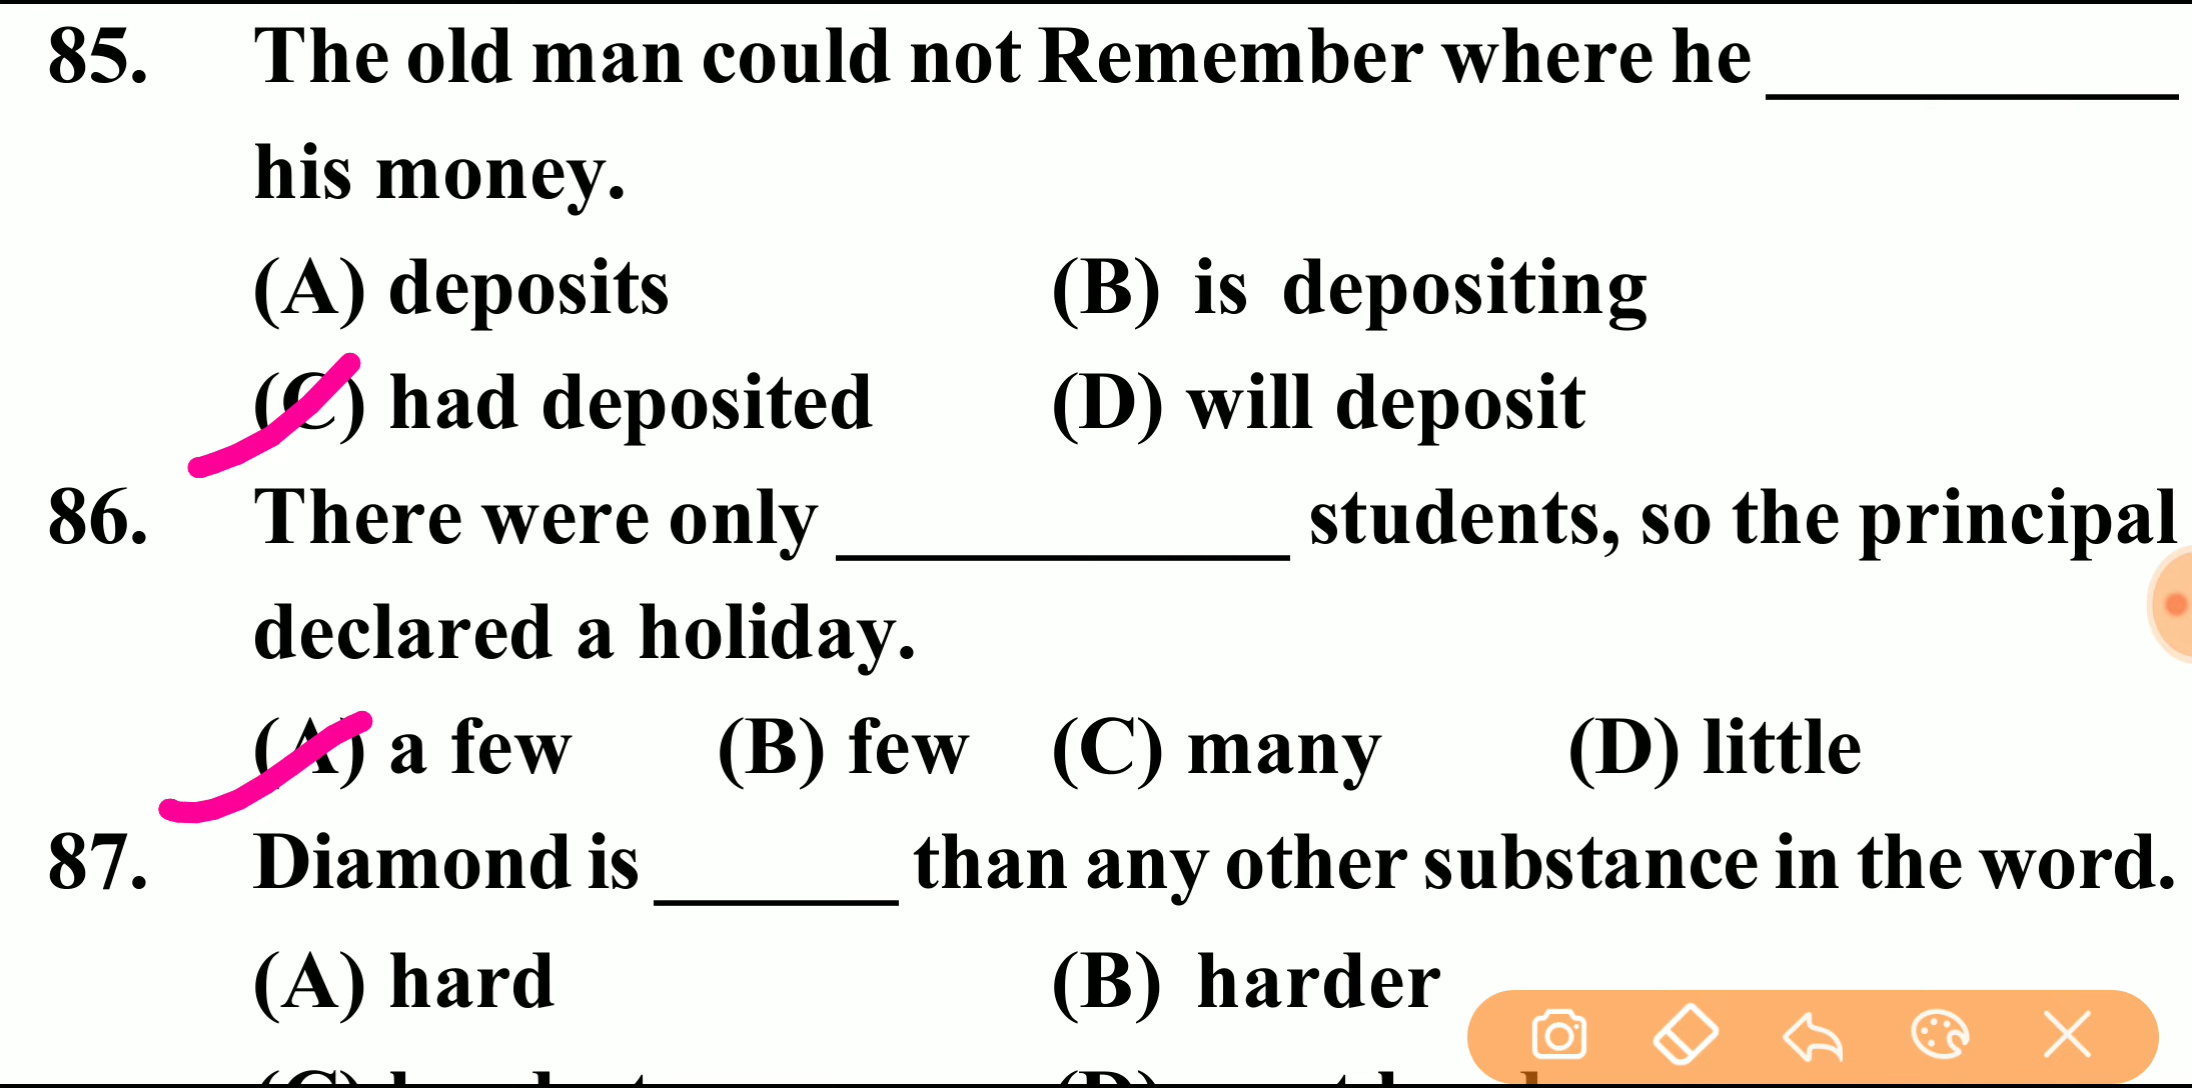 85. The old man could not Remember where he ________
his money.
(A) deposits (B) is depositing
(C) had deposited (D) will deposit
86. There were only ________ students, so the principal
declared a holiday.
(A) a few (B) few (C) many (D) little
87. Diamond is ______ than any other substance in the word.
(A) hard (B) harder
(C) (D)